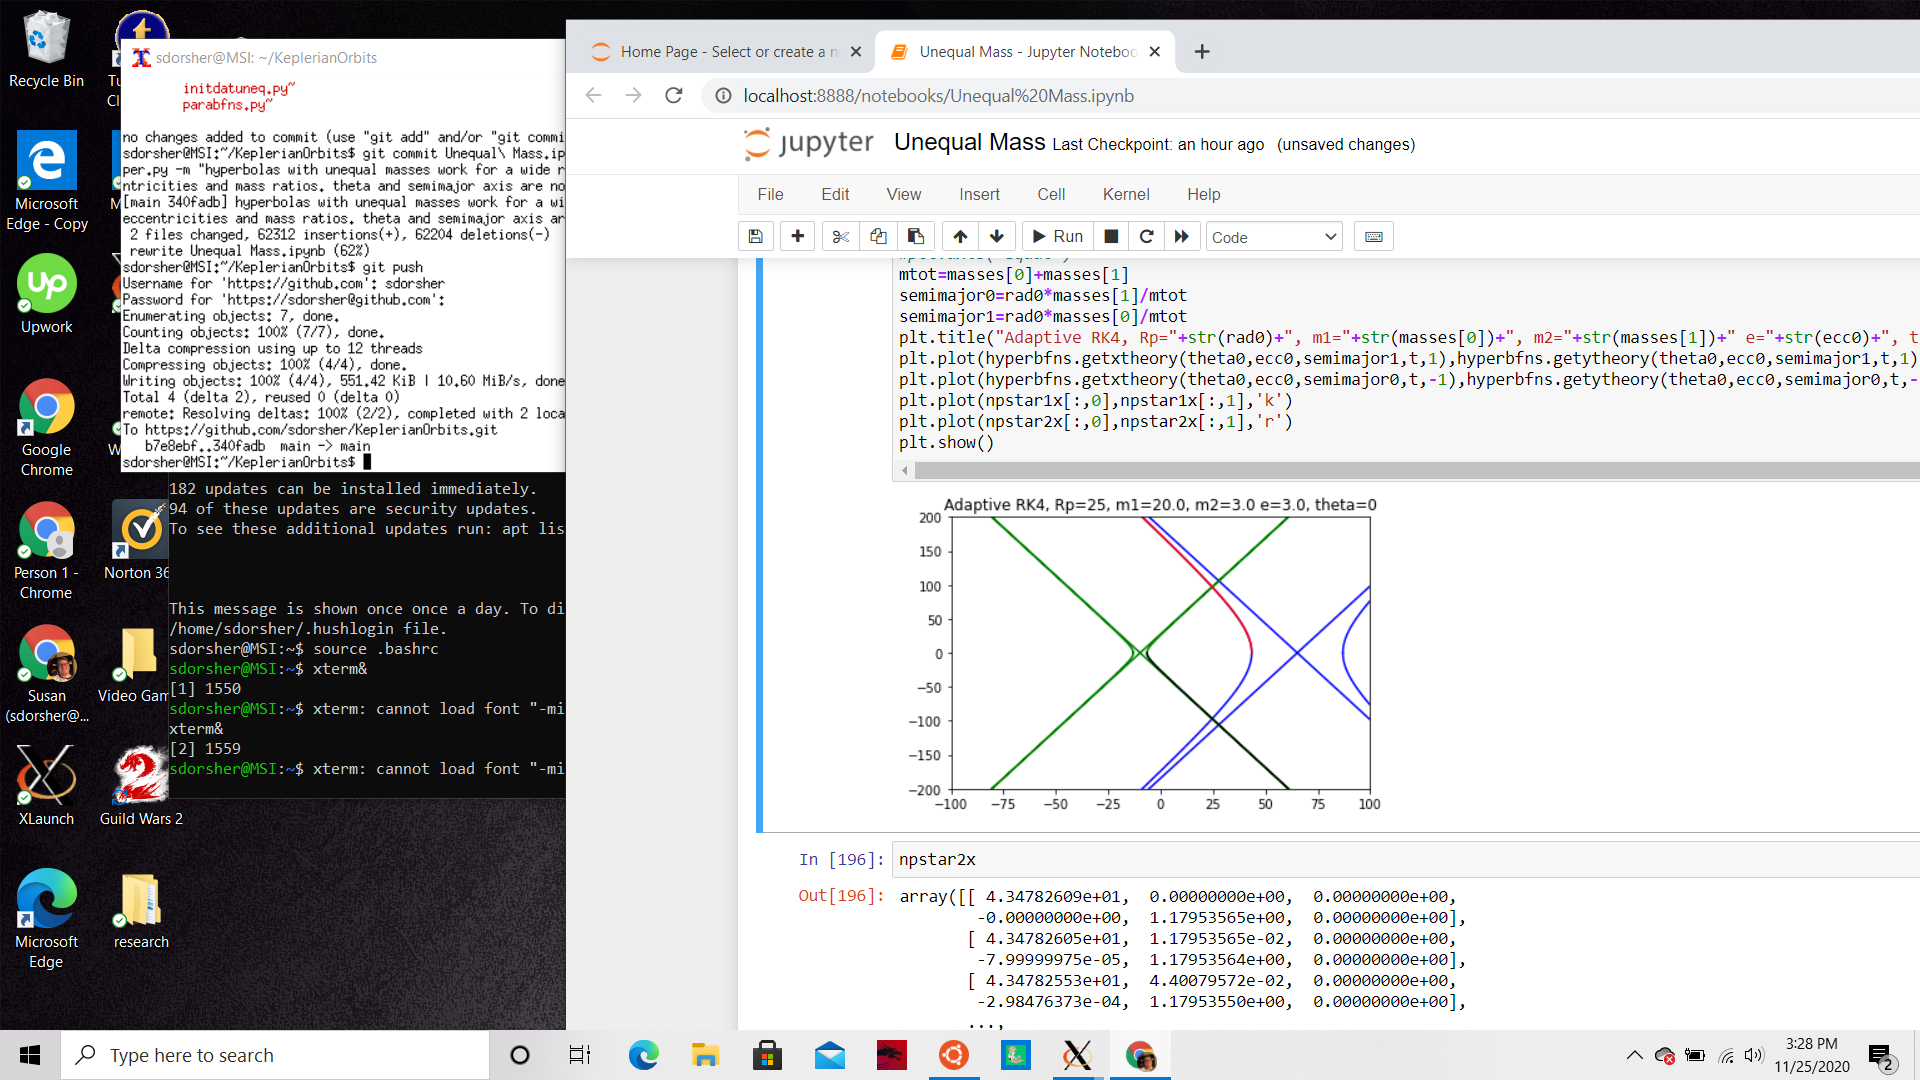 Recycle Bin
Microsoft
Edge - Copy
Upwork
Google
Chrome
Person 1 -
Chrome
Susan
(sdorsher@...
XLaunch
Microsoft
Edge
Norton 36
Video Gam
Guild Wars 2
research
sdorsher@MSI: ~/KeplerianOrbits
initdatuneq.py~
parabfns.py~
no changes added to commit (use "git add" and/or "git commi
sdorsher@MSI:~/KeplerianOrbits$ git commit Unequal\ Mass.ip
per.py -m "hyperbolas with unequal masses work for a wide r
ntricities and mass ratios. theta and semimajor axis are no
[main 340fadb] hyperbolas with unequal masses work for a wi
eccentricities and mass ratios. theta and semimajor axis ar
2 files changed, 62312 insertions(+), 62204 deletions(-)
rewrite Unequal Mass.ipynb (62%)
sdorsher@MSI:~/KeplerianOrbits$ git push
Username for 'https://github.com': sdorsher
Password for 'https://sdorsher@github.com':
Enumerating objects: 7, done.
Counting objects: 100% (7/7), done.
Delta compression using up to 12 threads
Compressing objects: 100% (4/4), done.
Writing objects: 100% (4/4), 551.42 KiB | 10.60 MiB/s, done
Total 4 (delta 2), reused 0 (delta 0)
remote: Resolving deltas: 100% (2/2), completed with 2 loca
To https://github.com/sdorsher/KeplerianOrbits.git
b7e8ebf..340fadb main -> main
sdorsher@MSI:~/KeplerianOrbits$
182 updates can be installed immediately.
94 of these updates are security updates.
To see these additional updates run: apt lis
This message is shown once once a day. To di
/home/sdorsher/.hushlogin file.
sdorsher@MSI:~$ source .bashrc
sdorsher@MSI:~$ xterm&
[1] 1550
sdorsher@MSI:~$ xterm: cannot load font "-mi
xterm&
[2] 1559
sdorsher@MSI:~$ xterm: cannot load font "-mi
Home Page - Select or create a n
Unequal Mass - Jupyter Noteboo
localhost:8888/notebooks/Unequal%20Mass.ipynb
jupyter Unequal Mass Last Checkpoint: an hour ago (unsaved changes)
File Edit View Insert Cell Kernel Help
Run Code
mtot=masses[0]+masses[1]
semimajor0=rad0*masses[1]/mtot
semimajor1=rad0*masses[0]/mtot
plt.title("Adaptive RK4, Rp="+str(rad0)+", m1="+str(masses[0])+", m2="+str(masses[1])+" e="+str(ecc0)+", t
plt.plot(hyperbfns.getxtheory(theta0,ecc0,semimajor1,t,1),hyperbfns.getytheory(theta0,ecc0,semimajor1,t,1)
plt.plot(hyperbfns.getxtheory(theta0,ecc0,semimajor0,t,-1),hyperbfns.getytheory(theta0,ecc0,semimajor0,t,-
plt.plot(npstar1x[:,0],npstar1x[:,1],'k')
plt.plot(npstar2x[:,0],npstar2x[:,1],'r')
plt.show()
Adaptive RK4, Rp=25, m1=20.0, m2=3.0 e=3.0, theta=0
200
150
100
50
0
−50
−100
−150
−200
−100 −75 −50 −25 0 25 50 75 100
In [196]: npstar2x
Out[196]: array([[ 4.34782609e+01, 0.00000000e+00, 0.00000000e+00,
-0.00000000e+00, 1.17953565e+00, 0.00000000e+00],
[ 4.34782605e+01, 1.17953565e-02, 0.00000000e+00,
-7.99999975e-05, 1.17953564e+00, 0.00000000e+00],
[ 4.34782553e+01, 4.40079572e-02, 0.00000000e+00,
-2.98476373e-04, 1.17953550e+00, 0.00000000e+00],
...,
Type here to search
3:28 PM
11/25/2020
2